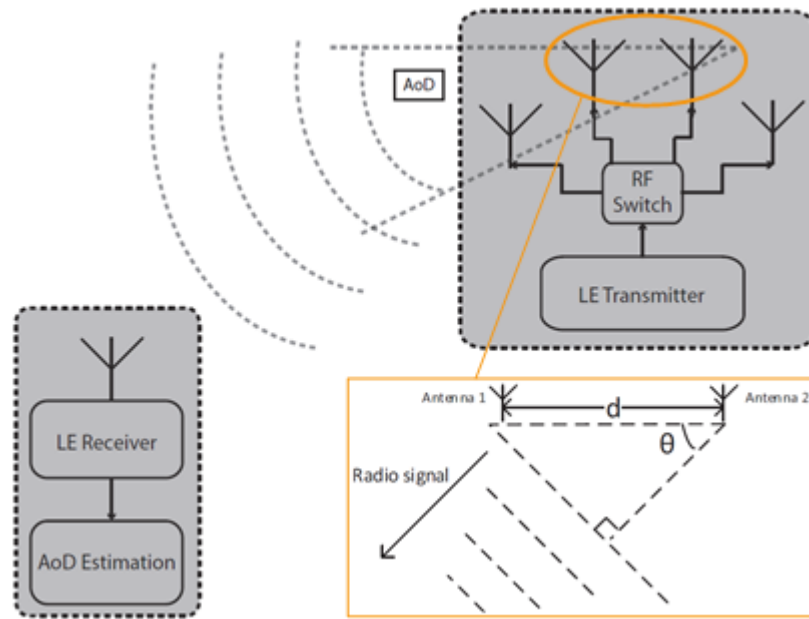 AoD
RF
Switch
LE Transmitter
LE Receiver
AoD Estimation
Antenna 1
d
Antenna 2
θ
Radio signal